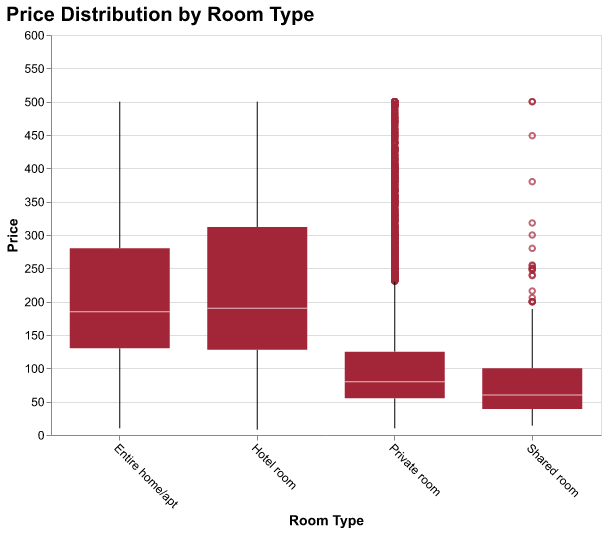 Price Distribution by Room Type
600
550
500
450
400
350
300
250
200
150
100
50
0
Price
Entire home/apt
Hotel room
Private room
Shared room
Room Type